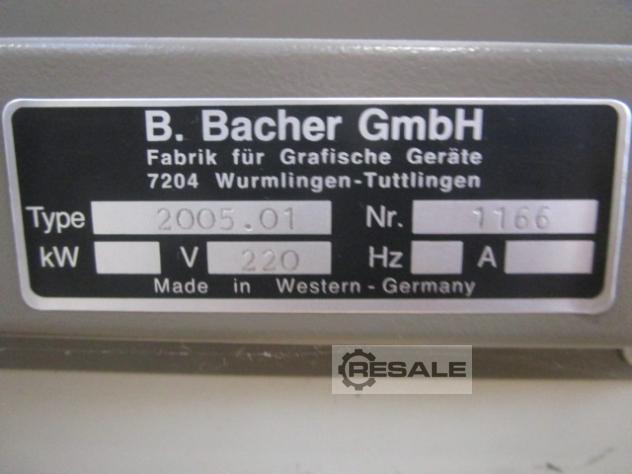 B. Bacher GmbH
Fabrik für Grafische Geräte
7204 Wurmlingen-Tuttlingen
Type 2005.01 Nr. 1166
kW V 220 Hz A
Made in Western - Germany
RESALE